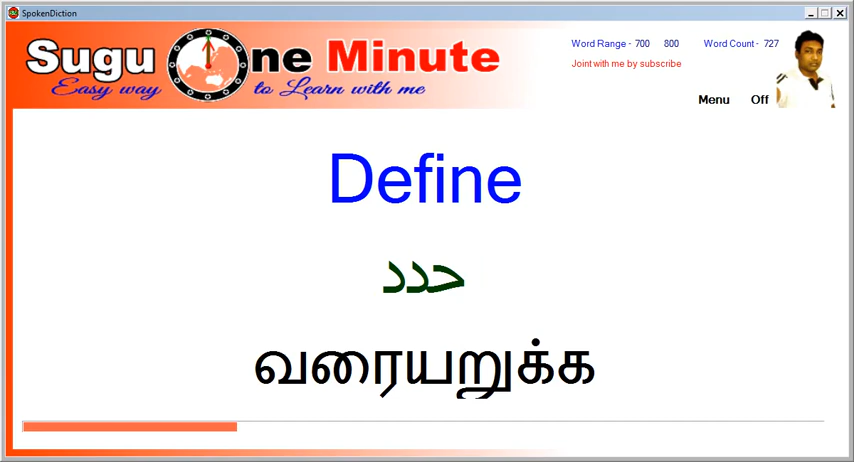 SpokenDiction
Sugu One Minute
Easy way to Learn with me
Word Range - 700 800 Word Count - 727
Joint with me by subscribe
Menu Off
Define
حدد
வரையறுக்க